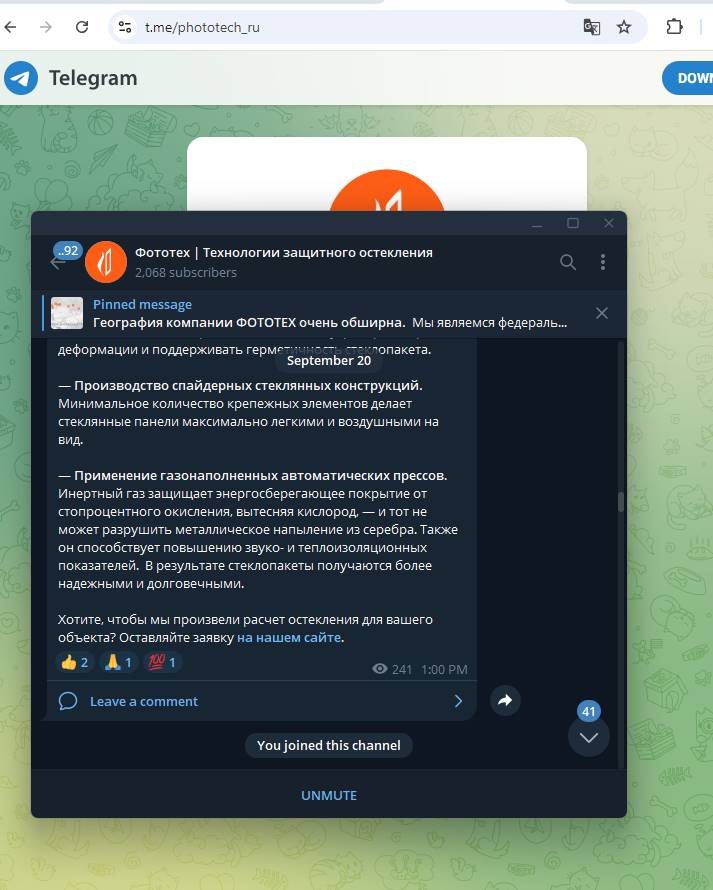 t.me/phototech_ru
Telegram
DOWN
..92
Фототех | Технологии защитного остекления
2,068 subscribers
Pinned message
География компании ФОТОТЕХ очень обширна. Мы являемся федераль...
деформации и поддерживать герметичность стеклопакета.
September 20
— Производство спайдерных стеклянных конструкций.
Минимальное количество крепежных элементов делает
стеклянные панели максимально легкими и воздушными на
вид.
— Применение газонаполненных автоматических прессов.
Инертный газ защищает энергосберегающее покрытие от
стопроцентного окисления, вытесняя кислород, — и тот не
может разрушить металлическое напыление из серебра. Также
он способствует повышению звуко- и теплоизоляционных
показателей. В результате стеклопакеты получаются более
надежными и долговечными.
Хотите, чтобы мы произвели расчет остекления для вашего
объекта? Оставляйте заявку на нашем сайте.
👍 2 🙏 1 💯 1
241 1:00 PM
Leave a comment
41
You joined this channel
UNMUTE